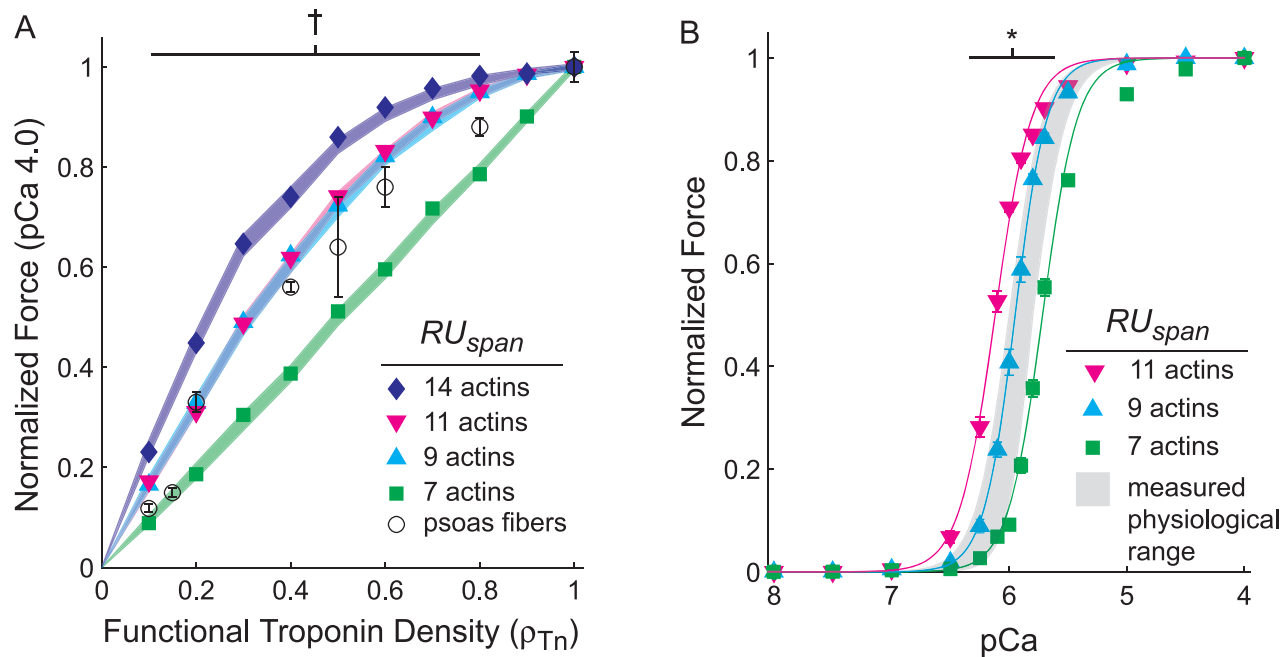 A
†
Normalized Force (pCa 4.0)
1
0.8
0.6
0.4
0.2
0
0
0.2
0.4
0.6
0.8
1
Functional Troponin Density (ρTn)
RUspan
14 actins
11 actins
9 actins
7 actins
psoas fibers
B
*
Normalized Force
1
0.8
0.6
0.4
0.2
0
8
7
6
5
4
pCa
RUspan
11 actins
9 actins
7 actins
measured
physiological
range